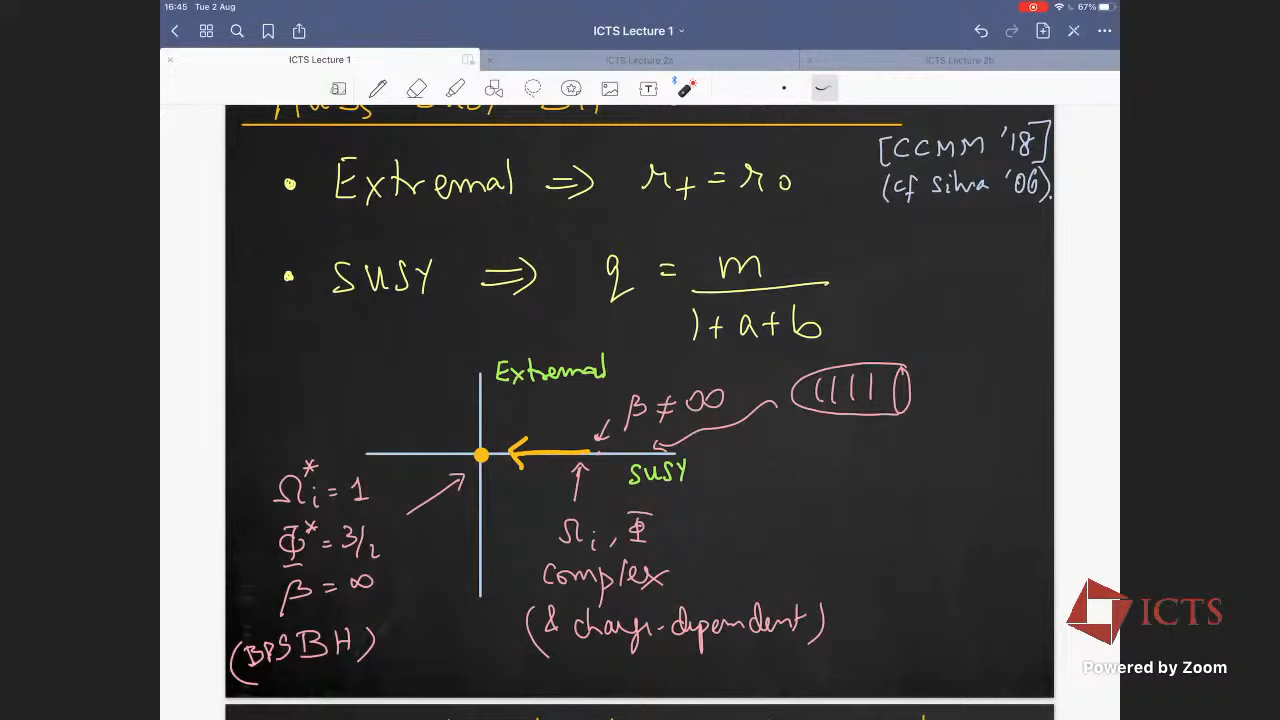 16:45 Tue 2 Aug 67%
ICTS Lecture 1
ICTS Lecture 1 ICTS Lecture 2a ICTS Lecture 2b
[CCMM '18]
(cf Silva '06).
• Extremal ⇒ r₊ = r₀
• SUSY ⇒ q = m / (1 + a + b)
Extremal
β ≠ ∞
SUSY
Ωᵢ* = 1
Φ* = 3/2
β = ∞
(BPS BH)
Ωᵢ, Φ
complex
(& charge-dependent)
ICTS
Powered by Zoom